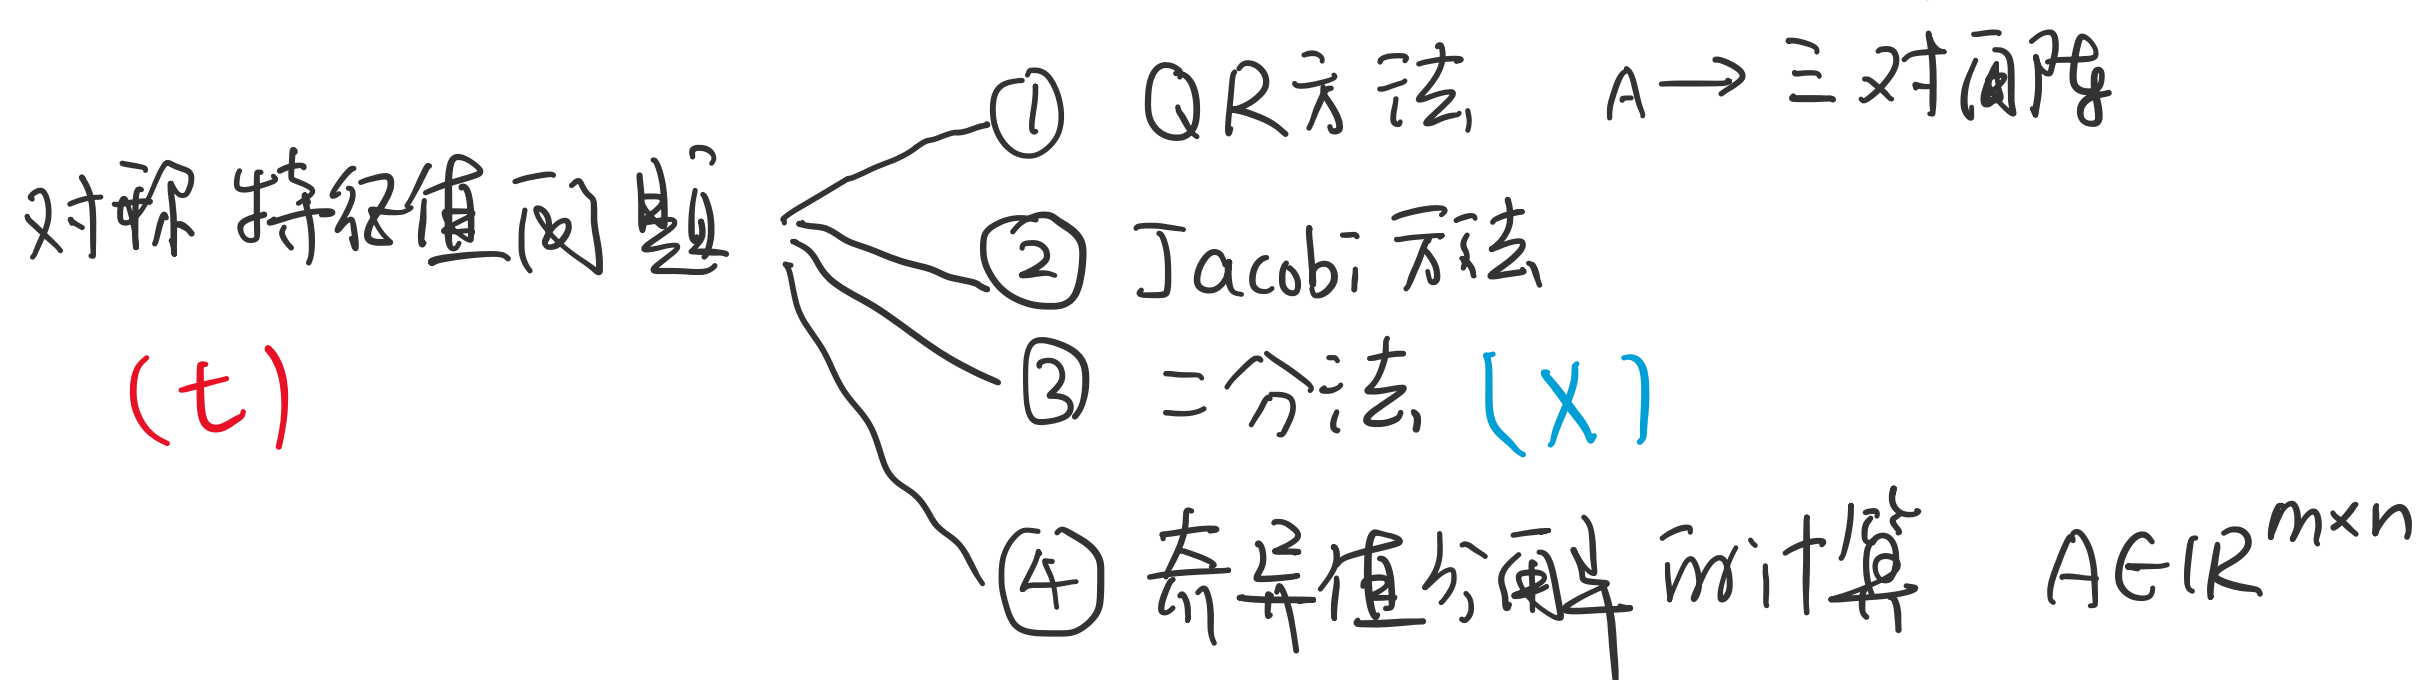 对称特征值问题
(t)
① QR方法 A→三对角阵
② Jacobi方法
③ 二分法 (X)
④ 奇异值分解的计算 A∈ℝ^{m×n}